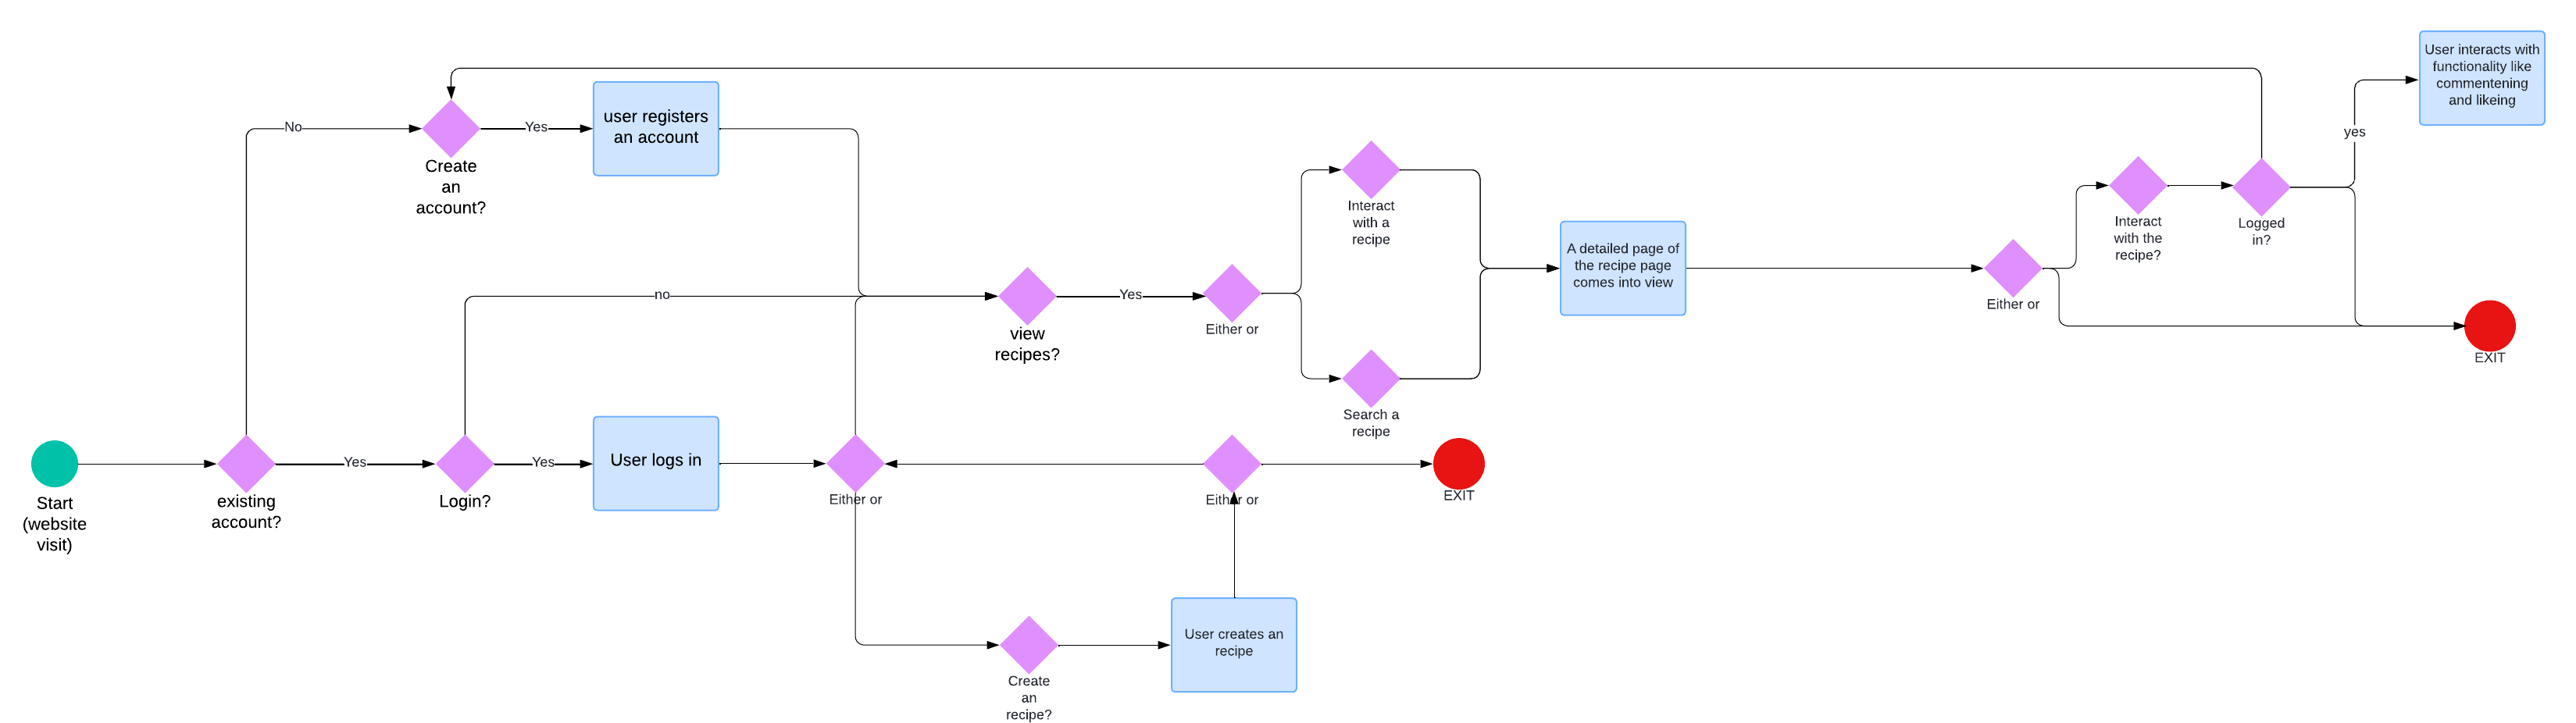 User interacts with
functionality like
commentening
and likeing
No
Yes
user registers
an account
yes
Create
an
account?
Interact
with a
recipe
Interact
with the
recipe?
Logged
in?
A detailed page of
the recipe page
comes into view
no
Yes
Either or
Either or
view
recipes?
EXIT
Search a
recipe
Yes
Yes
User logs in
Start
(website
visit)
existing
account?
Login?
Either or
Either or
EXIT
User creates an
recipe
Create
an
recipe?